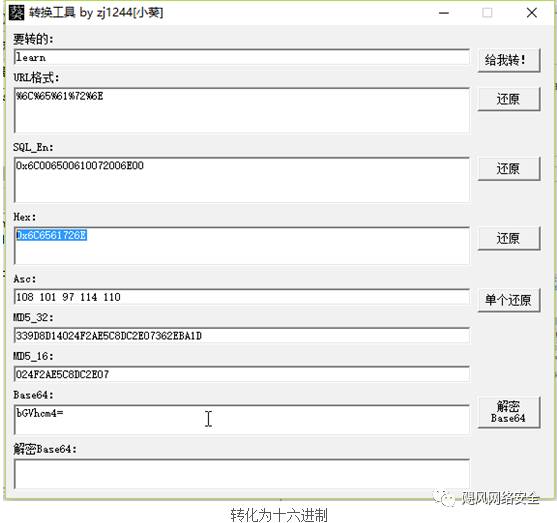 转换工具 by zj1244[小葵]
要转的:
learn
给我转!
URL格式:
%6C%65%61%72%6E
还原
SQL_En:
0x6C006500610072006E00
还原
Hex:
0x6C6561726E
还原
Asc:
108 101 97 114 110
单个还原
MD5_32:
339D8D14024F2AE5C8DC2E07362EBA1D
MD5_16:
024F2AE5C8DC2E07
Base64:
bGVhcm4=
解密
Base64
解密Base64:
飓风网络安全
转化为十六进制